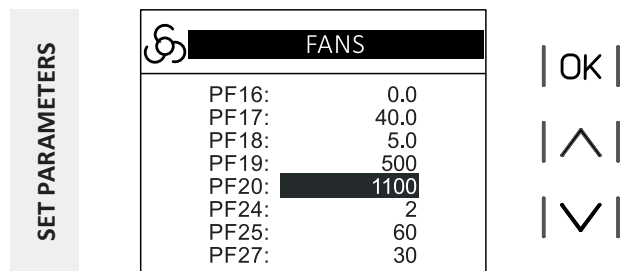 SET PARAMETERS
FANS
PF16: 0.0
PF17: 40.0
PF18: 5.0
PF19: 500
PF20: 1100
PF24: 2
PF25: 60
PF27: 30
OK